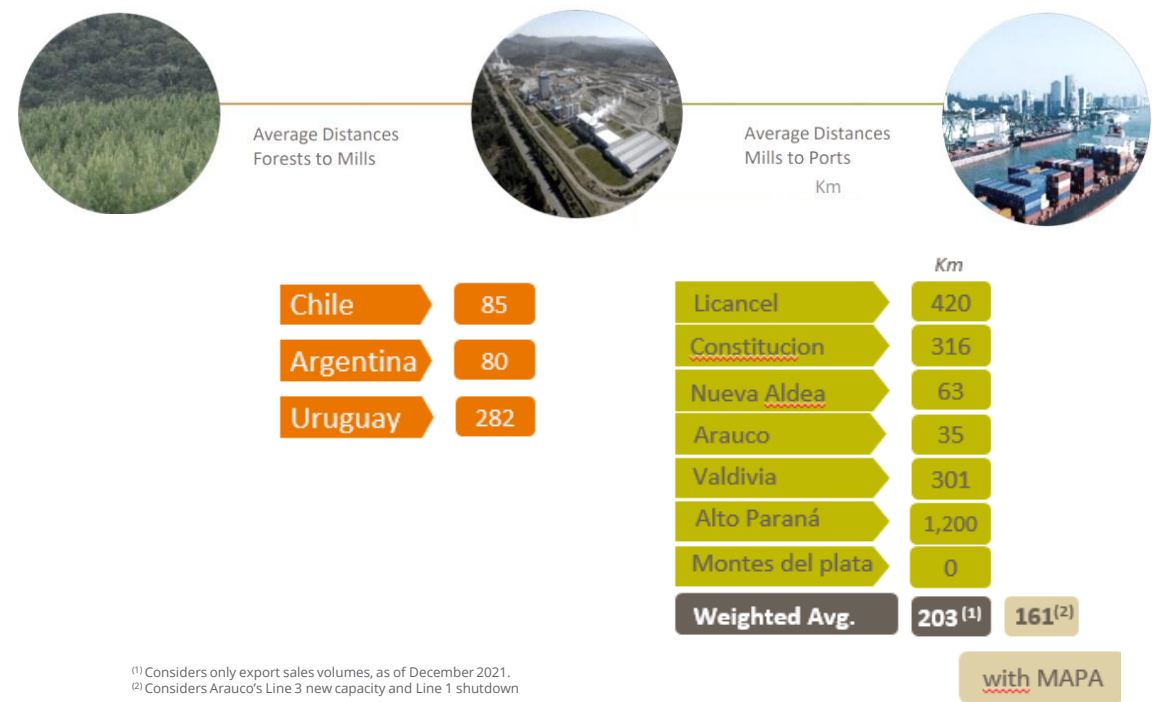 Average Distances
Forests to Mills
Average Distances
Mills to Ports
Km
Chile 85
Argentina 80
Uruguay 282
Km
Licancel 420
Constitucion 316
Nueva Aldea 63
Arauco 35
Valdivia 301
Alto Paraná 1,200
Montes del plata 0
Weighted Avg. 203 (1) 161(2)
with MAPA
(1) Considers only export sales volumes, as of December 2021.
(2) Considers Arauco's Line 3 new capacity and Line 1 shutdown